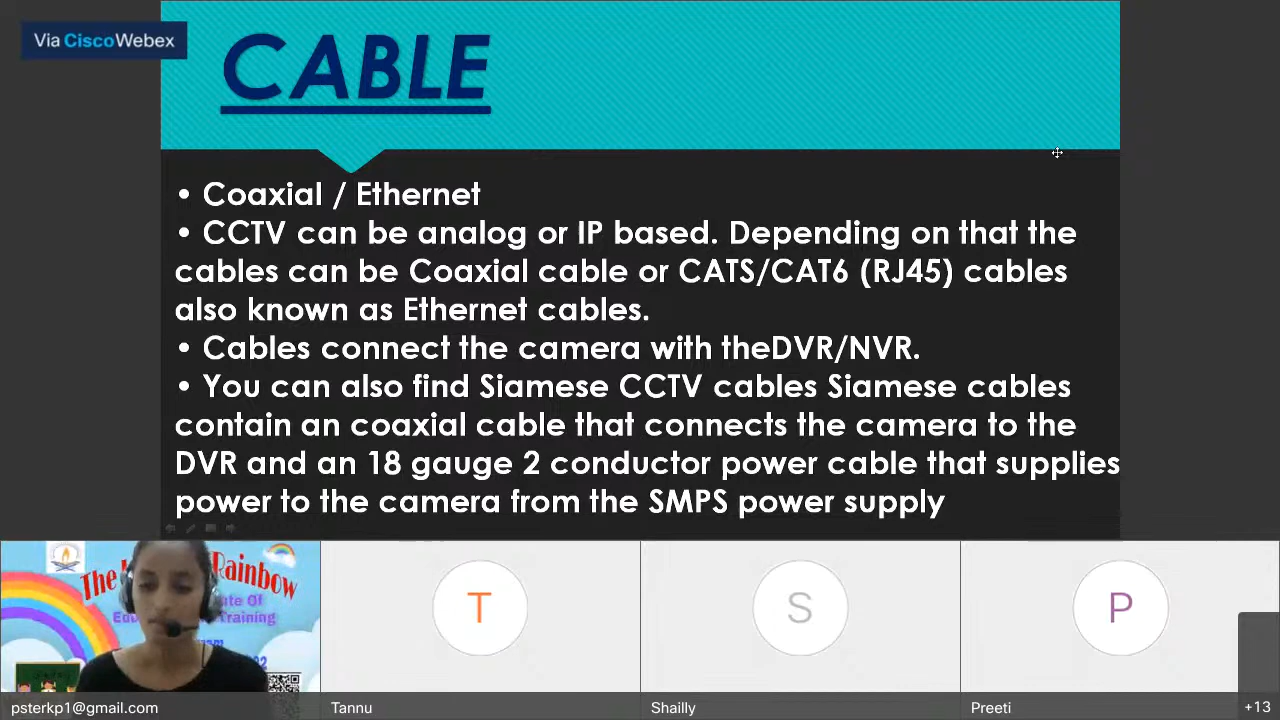 Via CiscoWebex
CABLE
• Coaxial / Ethernet
• CCTV can be analog or IP based. Depending on that the
cables can be Coaxial cable or CATS/CAT6 (RJ45) cables
also known as Ethernet cables.
• Cables connect the camera with theDVR/NVR.
• You can also find Siamese CCTV cables Siamese cables
contain an coaxial cable that connects the camera to the
DVR and an 18 gauge 2 conductor power cable that supplies
power to the camera from the SMPS power supply
The Rainbow
Of
Training
T
S
P
psterkp1@gmail.com
Tannu
Shailly
Preeti
+13